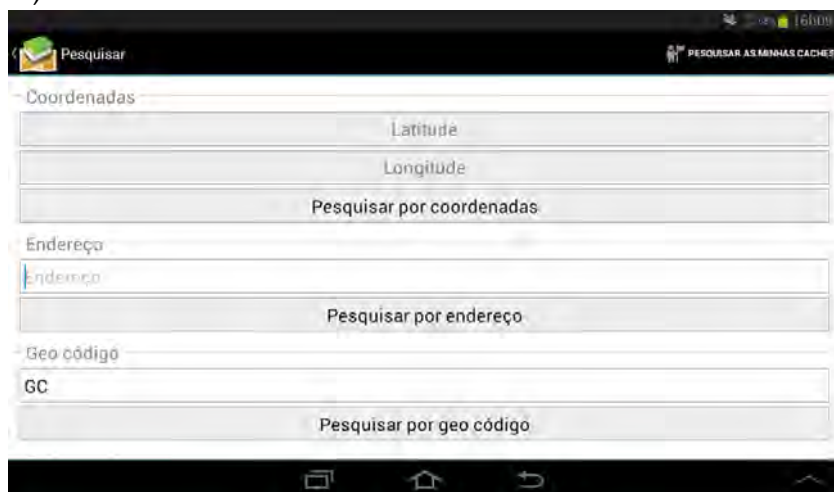 Pesquisar
PESQUISAR AS MINHAS CACHES
Coordenadas
Latitude
Longitude
Pesquisar por coordenadas
Endereço
Endereço
Pesquisar por endereço
Geo código
GC
Pesquisar por geo código